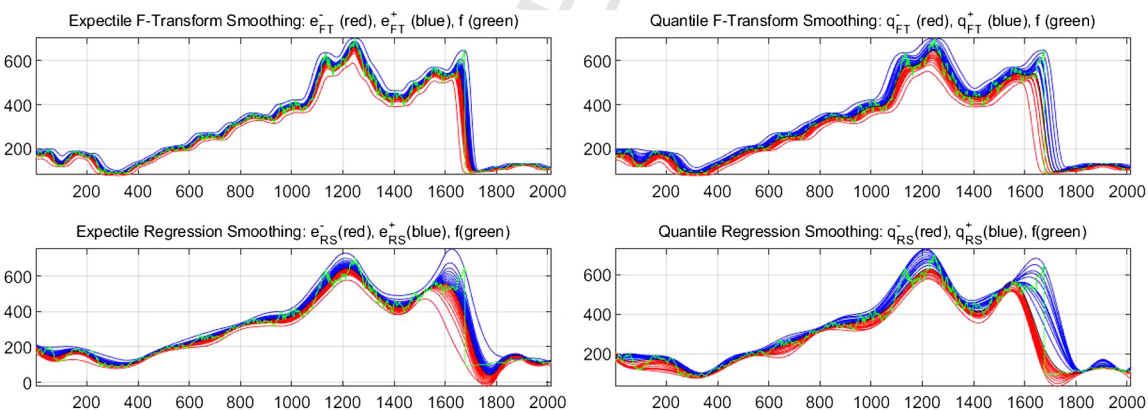 Expectile F-Transform Smoothing: e-FT (red), e+FT (blue), f (green)
600
400
200
200 400 600 800 1000 1200 1400 1600 1800 2000
Quantile F-Transform Smoothing: q-FT (red), q+FT (blue), f (green)
600
400
200
200 400 600 800 1000 1200 1400 1600 1800 2000
Expectile Regression Smoothing: e-RS(red), e+RS(blue), f(green)
600
400
200
0
200 400 600 800 1000 1200 1400 1600 1800 2000
Quantile Regression Smoothing: q-RS(red), q+RS(blue), f(green)
600
400
200
200 400 600 800 1000 1200 1400 1600 1800 2000